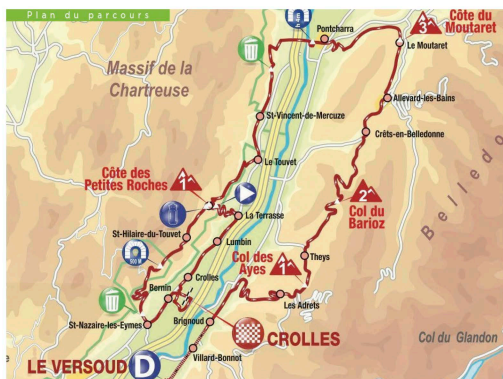 Plan du parcours
Pontcharra
3
Côte du
Moutaret
Le Moutaret
Massif de la
Chartreuse
Allevard-les-Bains
St-Vincent-de-Mercuze
Crêts-en-Belledonne
Côte des
Petites Roches
1
Le Touvet
2
Col du
Barioz
Belledo
La Terrasse
St-Hilaire-du-Touvet
Lumbin
Col des
Ayes
1
Theys
Crolles
Bernin
Les Adrets
St-Nazaire-les-Eymes
Brignoud
CROLLES
Col du Glandon
LE VERSOUD
D
Villard-Bonnot